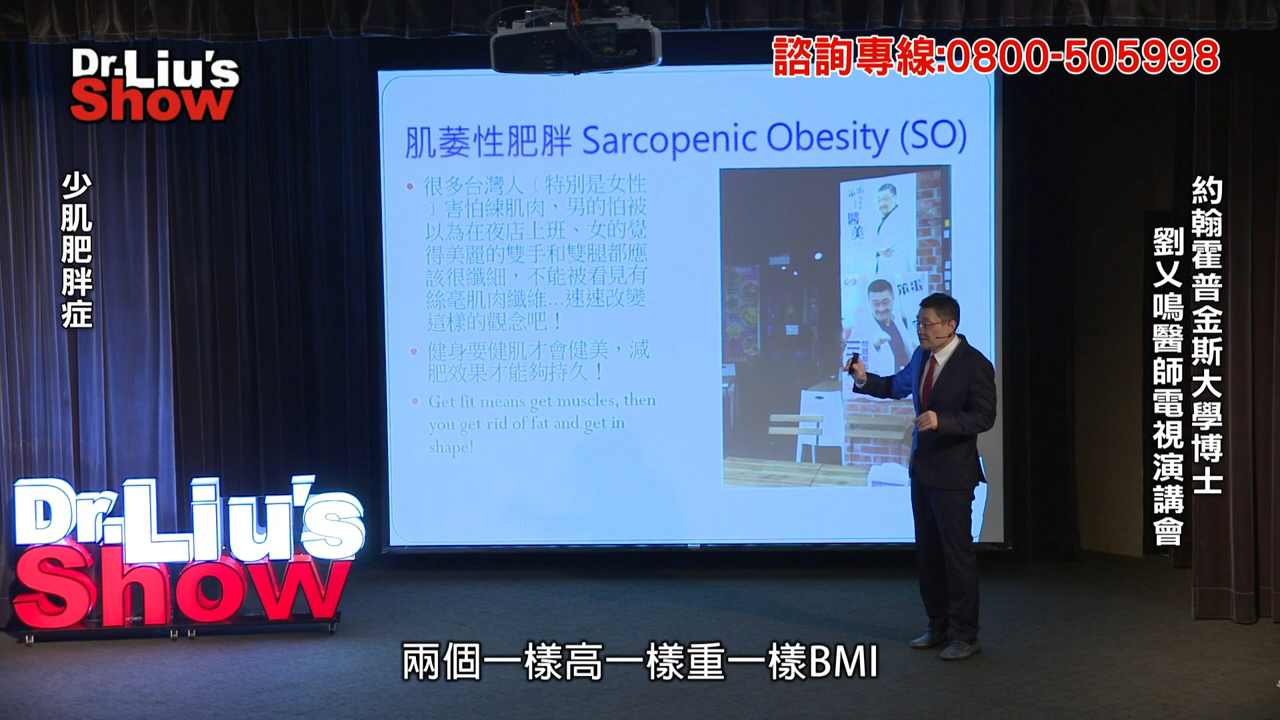 Dr.Liu's
Show
諮詢專線:0800-505998
少肌肥胖症
肌萎性肥胖 Sarcopenic Obesity (SO)
很多台灣人﹝特別是女性
﹞害怕練肌肉，男的怕被
以為在夜店上班、女的覺
得美麗的雙手和雙腿都應
該很纖細，不能被看見有
絲毫肌肉纖維...速速改變
這樣的觀念吧！
健身要健肌才會健美，減
肥效果才能夠持久！
Get fit means get muscles, then
you get rid of fat and get in
shape!
醫美
笨蛋
約翰霍普金斯大學博士
劉乂鳴醫師電視演講會
Dr.Liu's
Show
兩個一樣高一樣重一樣BMI